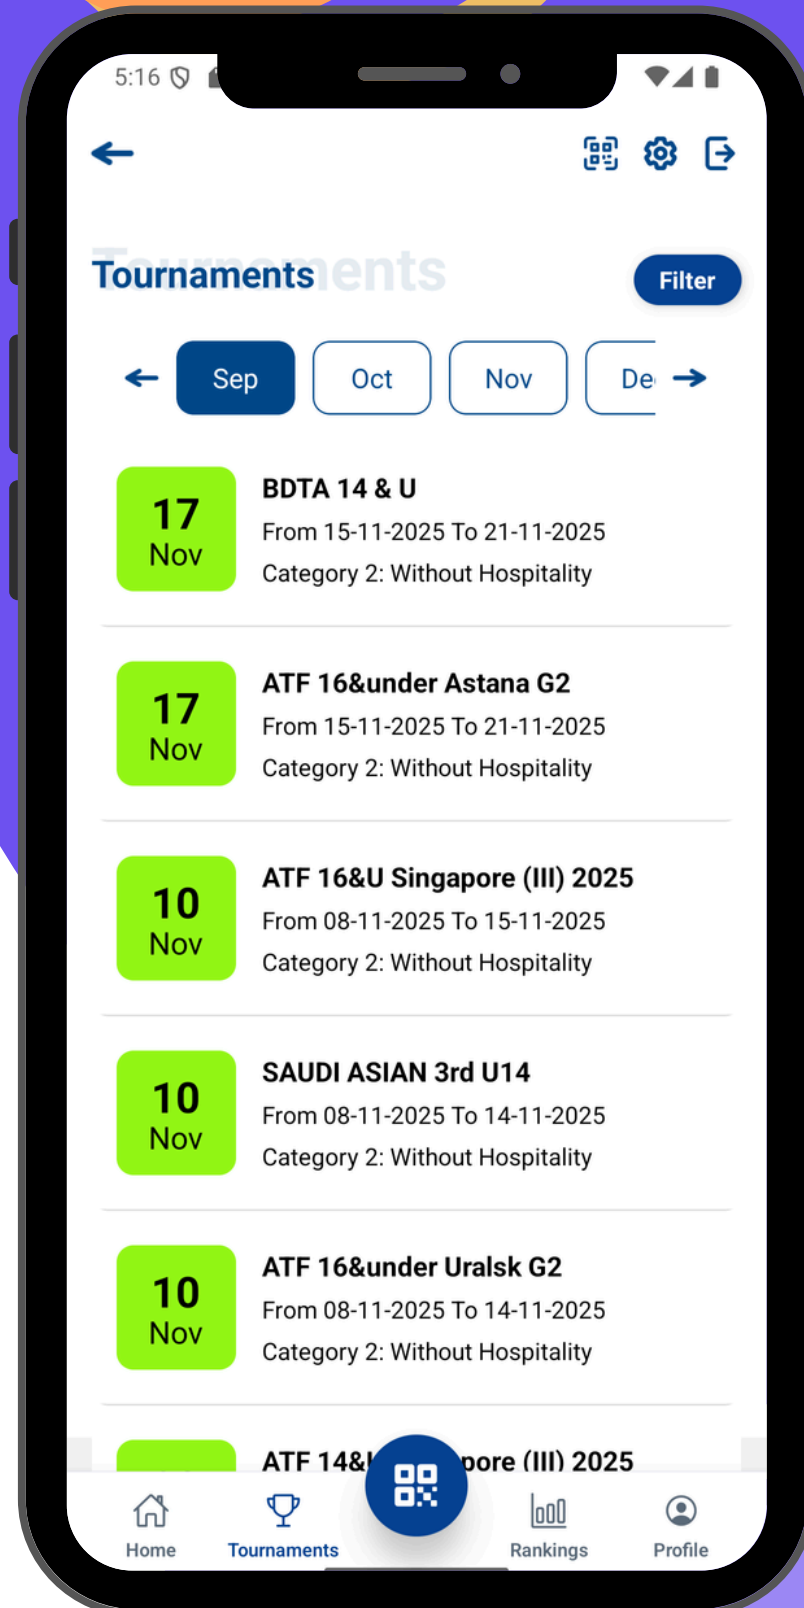 5:16
Tournaments
Tournaments
Filter
Sep
Oct
Nov
17
Nov
BDTA 14 & U
From 15-11-2025 To 21-11-2025
Category 2: Without Hospitality
17
Nov
ATF 16&under Astana G2
From 15-11-2025 To 21-11-2025
Category 2: Without Hospitality
10
Nov
ATF 16&U Singapore (III) 2025
From 08-11-2025 To 15-11-2025
Category 2: Without Hospitality
10
Nov
SAUDI ASIAN 3rd U14
From 08-11-2025 To 14-11-2025
Category 2: Without Hospitality
10
Nov
ATF 16&under Uralsk G2
From 08-11-2025 To 14-11-2025
Category 2: Without Hospitality
ATF (III) 2025
Home
Tournaments
Rankings
Profile